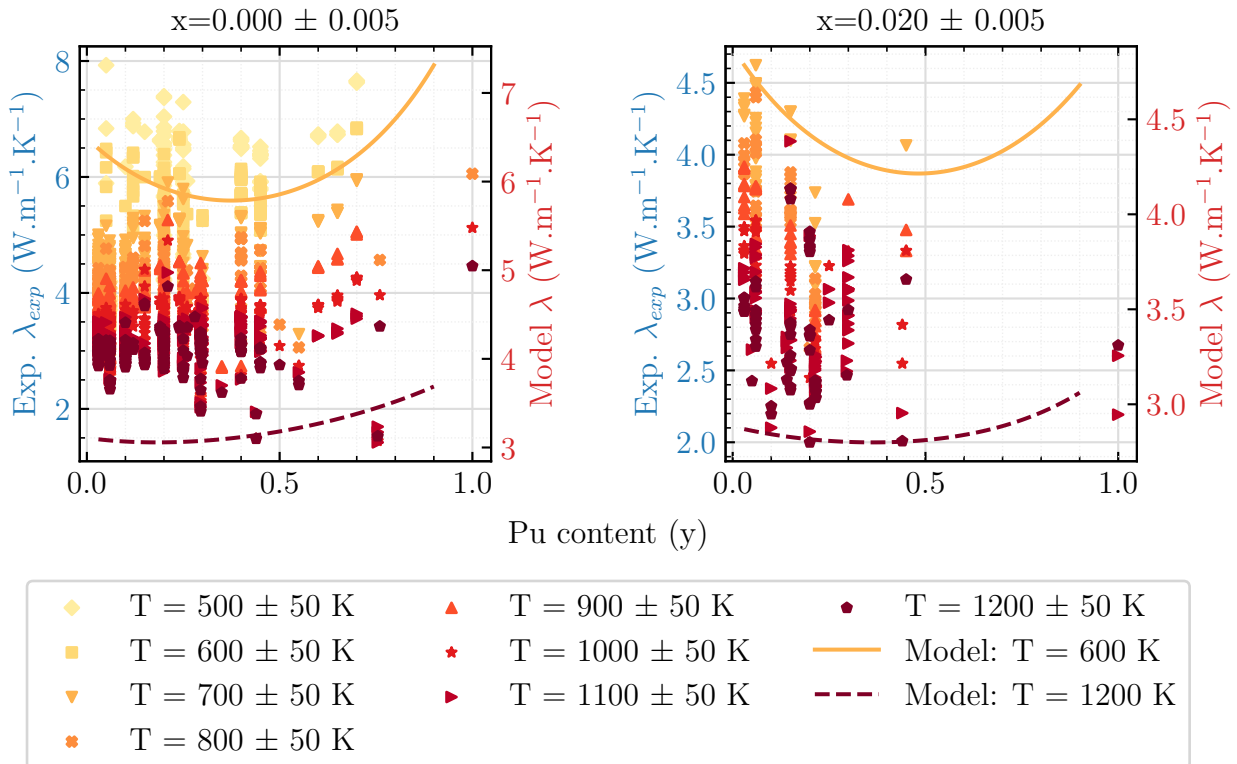 x=0.000 ± 0.005
x=0.020 ± 0.005
Exp. λ_exp (W.m⁻¹.K⁻¹)
8
6
4
2
Model λ (W.m⁻¹.K⁻¹)
7
6
5
4
3
0.0 0.5 1.0
Exp. λ_exp (W.m⁻¹.K⁻¹)
4.5
4.0
3.5
3.0
2.5
2.0
Model λ (W.m⁻¹.K⁻¹)
4.5
4.0
3.5
3.0
0.0 0.5 1.0
Pu content (y)
T = 500 ± 50 K
T = 600 ± 50 K
T = 700 ± 50 K
T = 800 ± 50 K
T = 900 ± 50 K
T = 1000 ± 50 K
T = 1100 ± 50 K
T = 1200 ± 50 K
Model: T = 600 K
Model: T = 1200 K